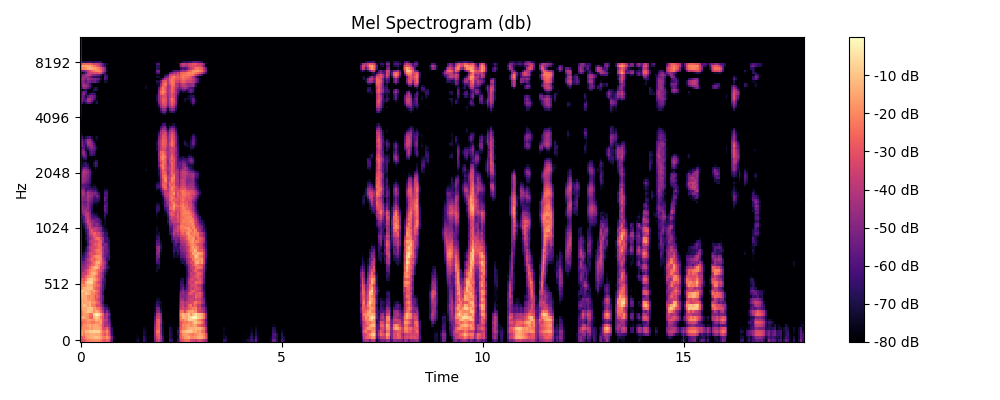 Mel Spectrogram (db)
8192
4096
2048
1024
512
0
Hz
0 5 10 15
Time
-10 dB
-20 dB
-30 dB
-40 dB
-50 dB
-60 dB
-70 dB
-80 dB